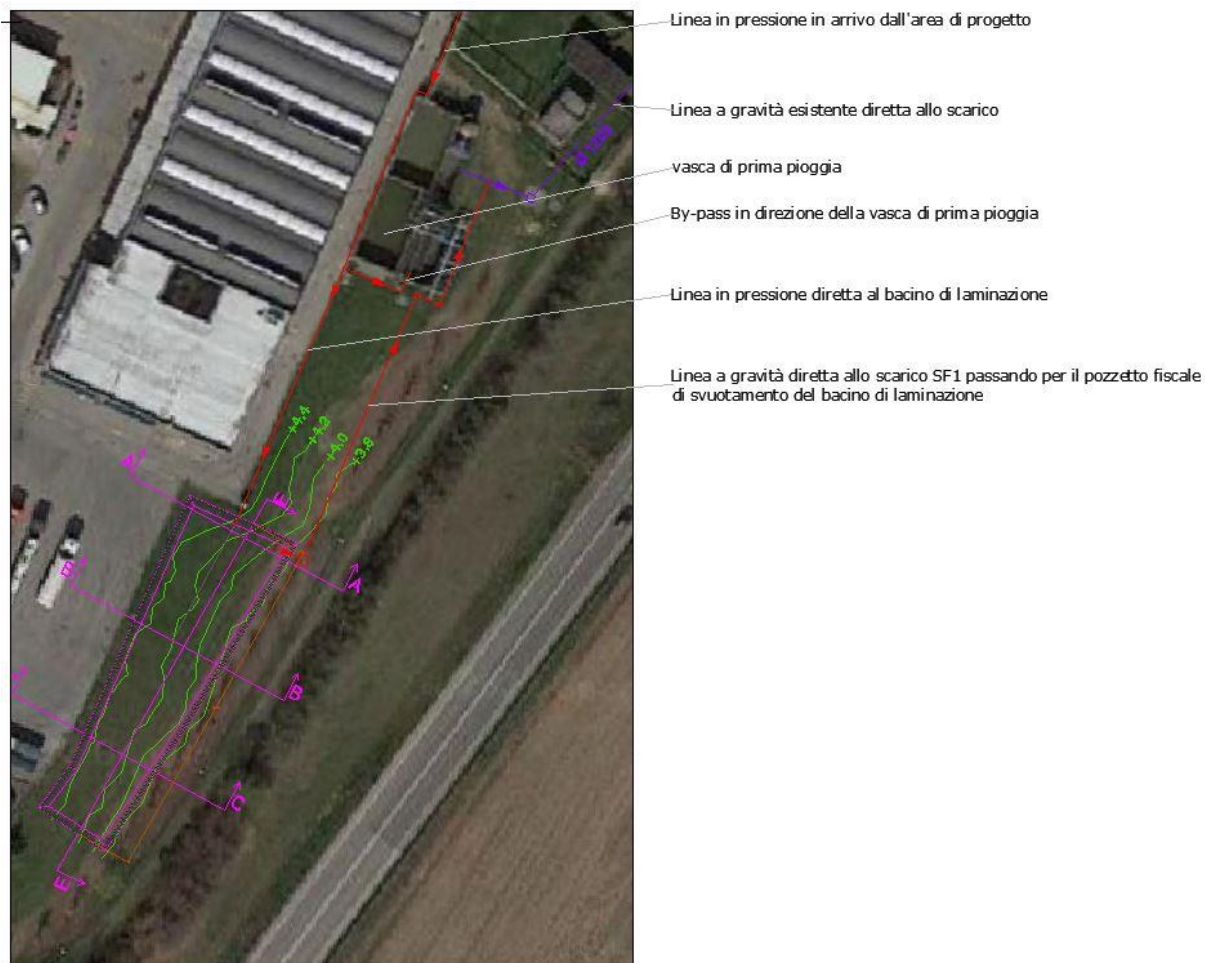 Linea in pressione in arrivo dall'area di progetto
Linea a gravità esistente diretta allo scarico
vasca di prima pioggia
By-pass in direzione della vasca di prima pioggia
Linea in pressione diretta al bacino di laminazione
Linea a gravità diretta allo scarico SF1 passando per il pozzetto fiscale
di svuotamento del bacino di laminazione
+4,4
+4,2
+4,0
+3,8
A
E
B
A
B
C
E